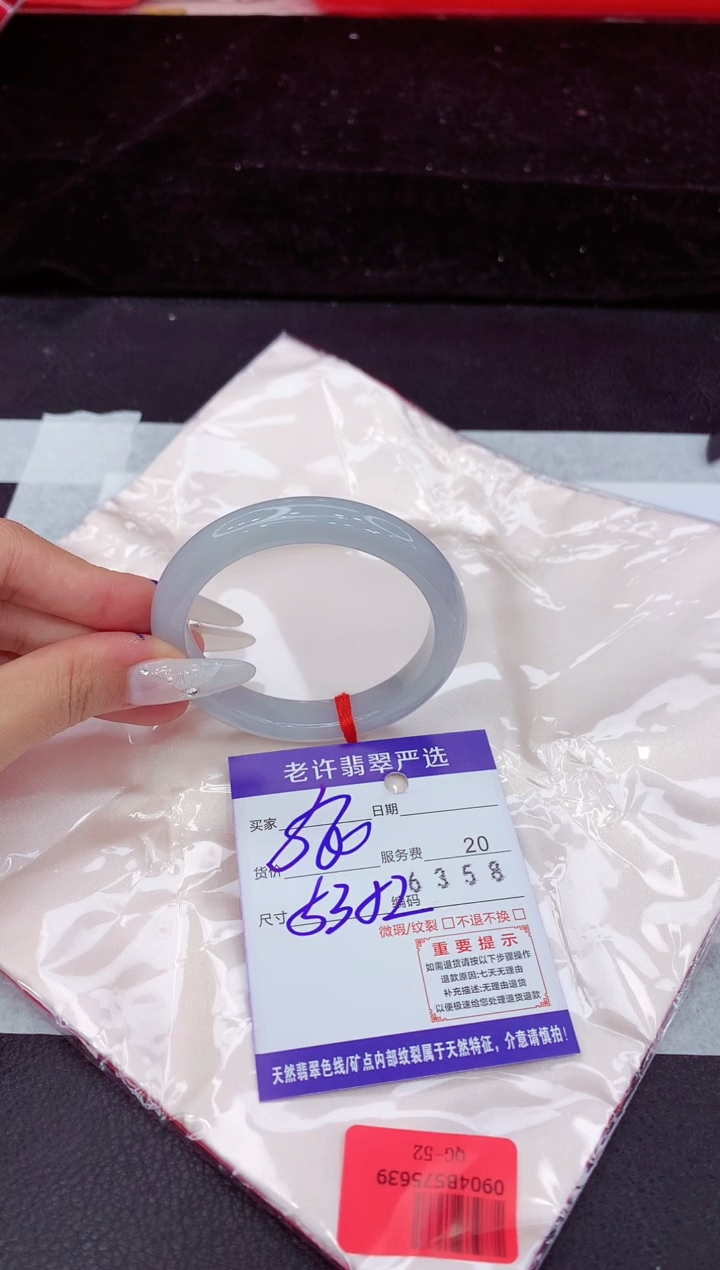 老许翡翠严选
买家 日期
货价 服务费 20
尺寸 编码 6358
微瑕/纹裂 □不退不换 □
重要提示
如需退货请按以下步骤操作
退款原因:七天无理由
补充描述:无理由退货
以便极速给您处理退货退款
天然翡翠色线/矿点内部纹裂属于天然特征，介意请慎拍！
QC-52
0904B575639